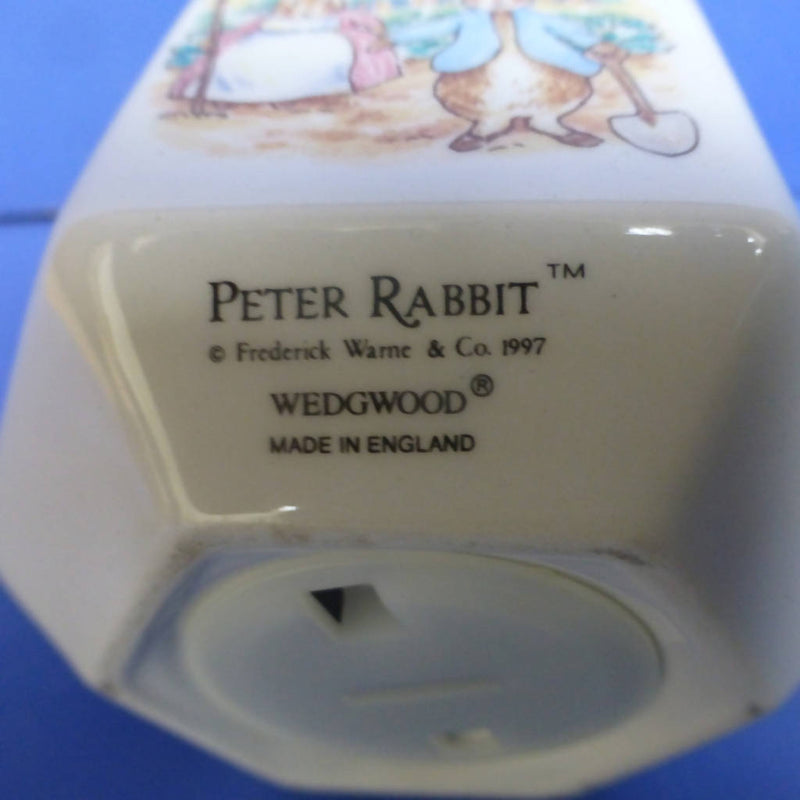 PETER RABBIT™
© Frederick Warne & Co. 1997
WEDGWOOD®
MADE IN ENGLAND